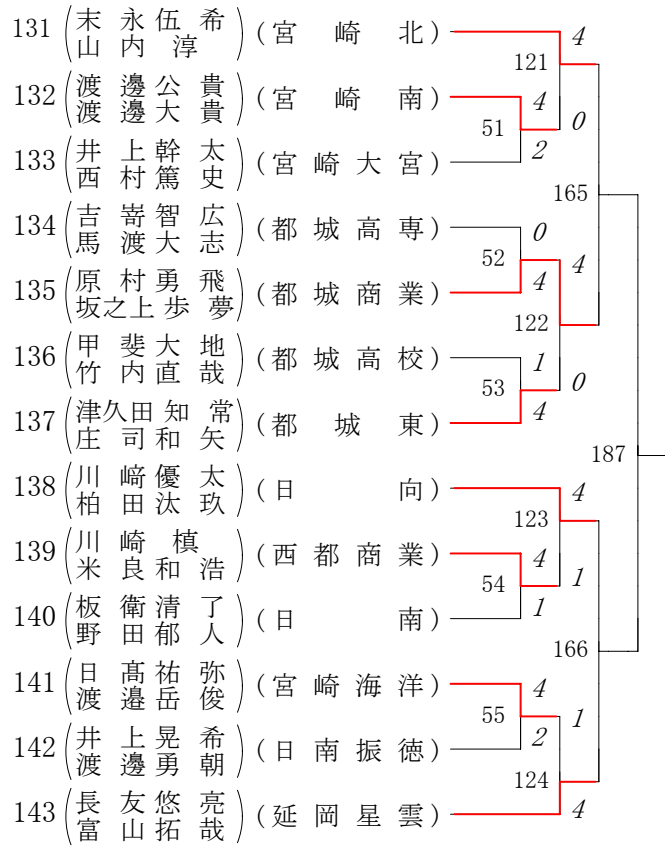 131 (末永伍希 山内淳) (宮崎北) 4
121
132 (渡邊公貴 渡邊大貴) (宮崎南) 4 0
51
133 (井上幹太 西村篤史) (宮崎大宮) 2
165
134 (吉嵜智広 馬渡大志) (都城高専) 0
52 4
135 (原村勇飛 坂之上歩夢) (都城商業) 4
122
136 (甲斐大地 竹内直哉) (都城高校) 1
53 0
137 (津久田知常 庄司和矢) (都城東) 4
187
138 (川﨑優太 柏田汰玖) (日向) 4
123
139 (川崎槙 米良和浩) (西都商業) 4
54 1
140 (板衛清了 野田郁人) (日南) 1
166
141 (日髙祐弥 渡邉岳俊) (宮崎海洋) 4
55 1
142 (井上晃希 渡邊勇朝) (日南振徳) 2
124
143 (長友悠亮 富山拓哉) (延岡星雲) 4